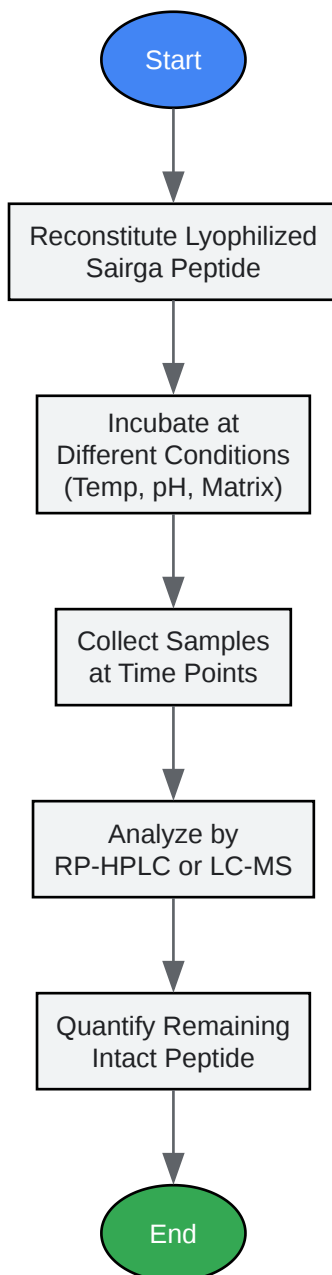 Start
Reconstitute Lyophilized
Sairga Peptide
Incubate at
Different Conditions
(Temp, pH, Matrix)
Collect Samples
at Time Points
Analyze by
RP-HPLC or LC-MS
Quantify Remaining
Intact Peptide
End